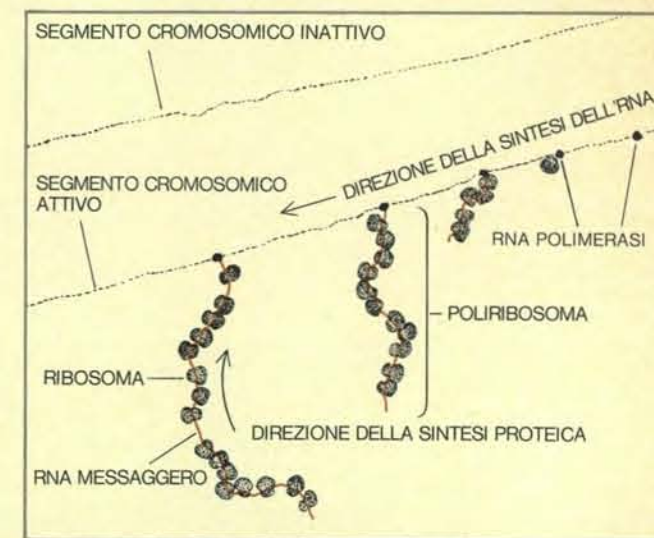 SEGMENTO CROMOSOMICO INATTIVO
DIREZIONE DELLA SINTESI DELL'RNA
SEGMENTO CROMOSOMICO
ATTIVO
RNA POLIMERASI
POLIRIBOSOMA
RIBOSOMA
DIREZIONE DELLA SINTESI PROTEICA
RNA MESSAGGERO